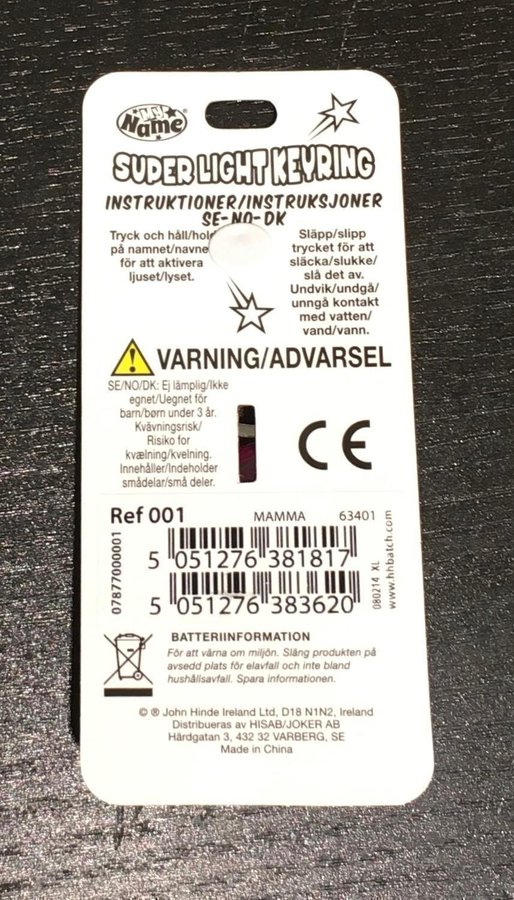 MY
Name®
SUPER LIGHT KEYRING
INSTRUKTIONER/INSTRUKSJONER
SE-NO-DK
Tryck och håll/hold
på namnet/navne
för att aktivera
ljuset/lyset.
Släpp/slipp
trycket för att
släcka/slukke/
slå det av.
Undvik/undgå/
unngå kontakt
med vatten/
vand/vann.
VARNING/ADVARSEL
SE/NO/DK: Ej lämplig/Ikke
egnet/Uegnet för
barn/børn under 3 år.
Kvävningsrisk/
Risiko for
kvælning/kvelning.
Innehåller/Indeholder
smådelar/små deler.
CE
Ref 001 MAMMA 63401
07877000001
5 051276 381817
5 051276 383620
080214 XL
www.hhbatch.com
BATTERIINFORMATION
För att värna om miljön. Släng produkten på
avsedd plats för elavfall och inte bland
hushållsavfall. Spara informationen.
© ® John Hinde Ireland Ltd, D18 N1N2, Ireland
Distribueras av HISAB/JOKER AB
Härdgatan 3, 432 32 VARBERG, SE
Made in China